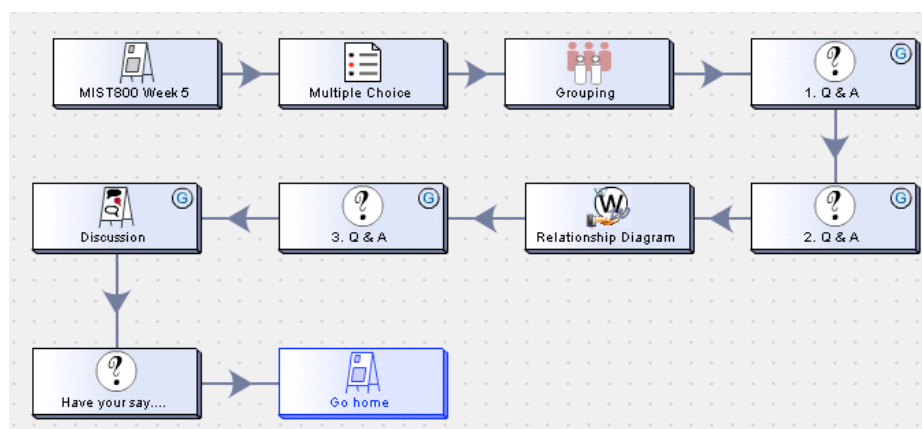 MIST800 Week 5
Multiple Choice
Grouping
?
G
1. Q & A
?
G
2. Q & A
W
Relationship Diagram
?
G
3. Q & A
G
Discussion
?
Have your say....
Go home